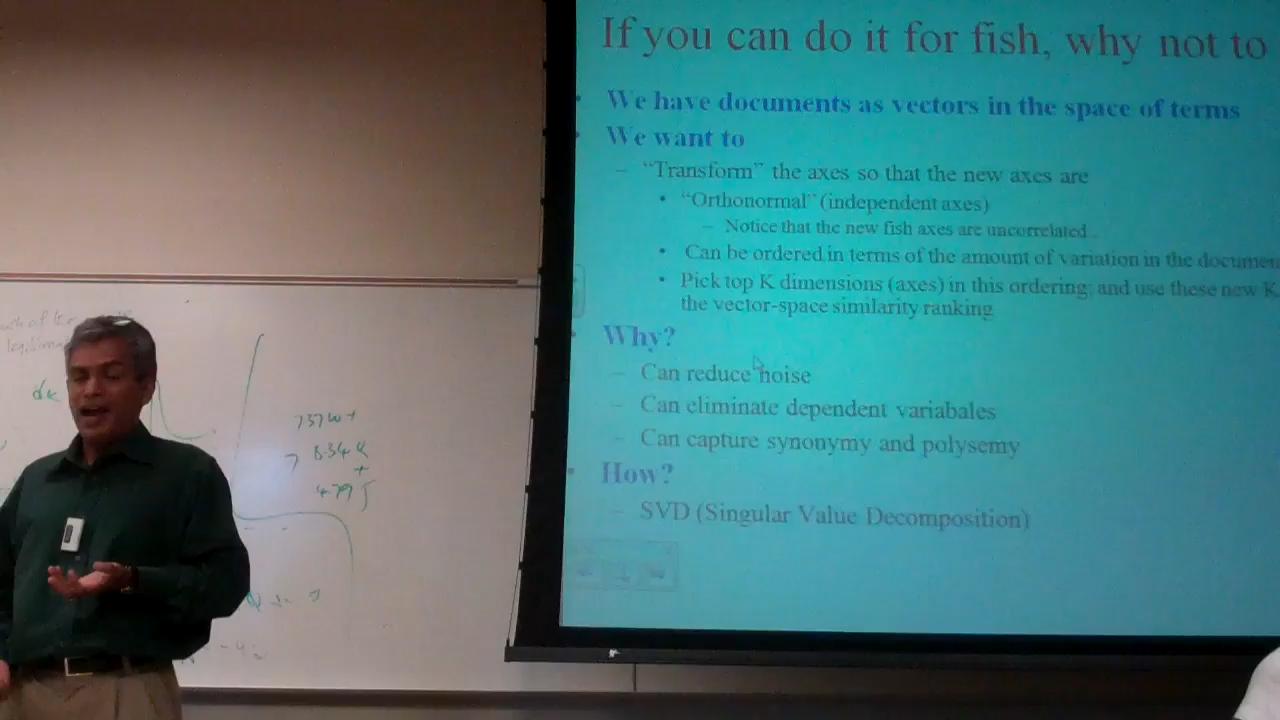 If you can do it for fish, why not to
• We have documents as vectors in the space of terms
• We want to
– "Transform" the axes so that the new axes are
• "Orthonormal" (independent axes)
– Notice that the new fish axes are uncorrelated
• Can be ordered in terms of the amount of variation in the documen
• Pick top K dimensions (axes) in this ordering; and use these new K
the vector-space similarity ranking
• Why?
– Can reduce noise
– Can eliminate dependent variabales
– Can capture synonymy and polysemy
• How?
– SVD (Singular Value Decomposition)
dk